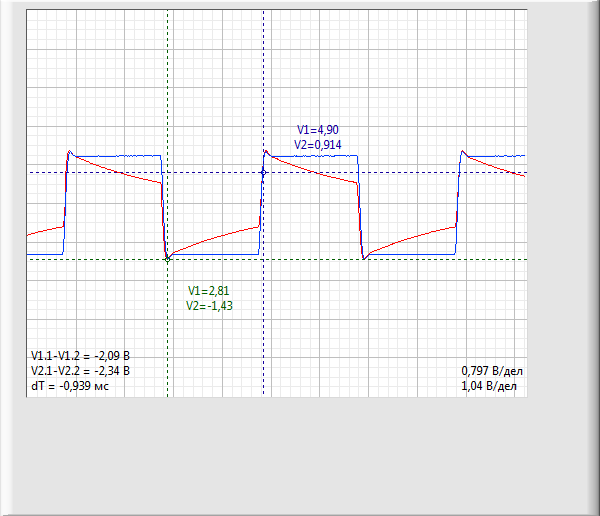 V1=4,90
V2=0,914
V1=2,81
V2=-1,43
V1.1-V1.2 = -2,09 В
V2.1-V2.2 = -2,34 В
dT = -0,939 мс
0,797 В/дел
1,04 В/дел